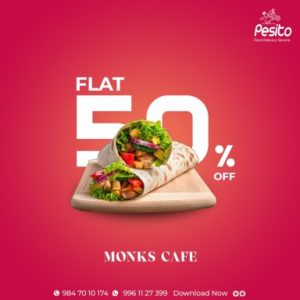 Pesito
Food Delivery Service
FLAT
50%
OFF
MONKS CAFE
984 70 10 174 996 11 27 399 Download Now